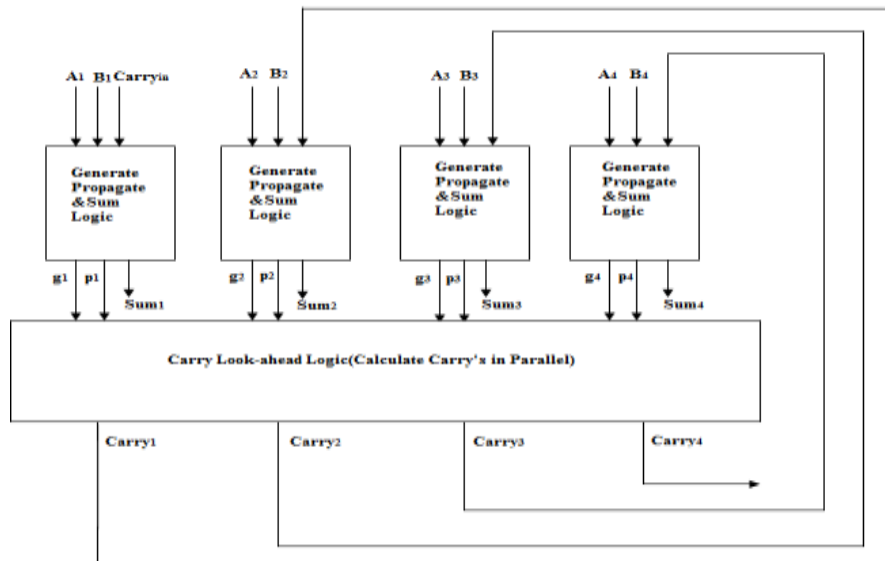 A1 B1 Carryin
A2 B2
A3 B3
A4 B4
Generate
Propagate
&Sum
Logic
Generate
Propagate
&Sum
Logic
Generate
Propagate
&Sum
Logic
Generate
Propagate
&Sum
Logic
g1 p1
Sum1
g2 p2
Sum2
g3 p3
Sum3
g4 p4
Sum4
Carry Look-ahead Logic(Calculate Carry's in Parallel)
Carry1
Carry2
Carry3
Carry4